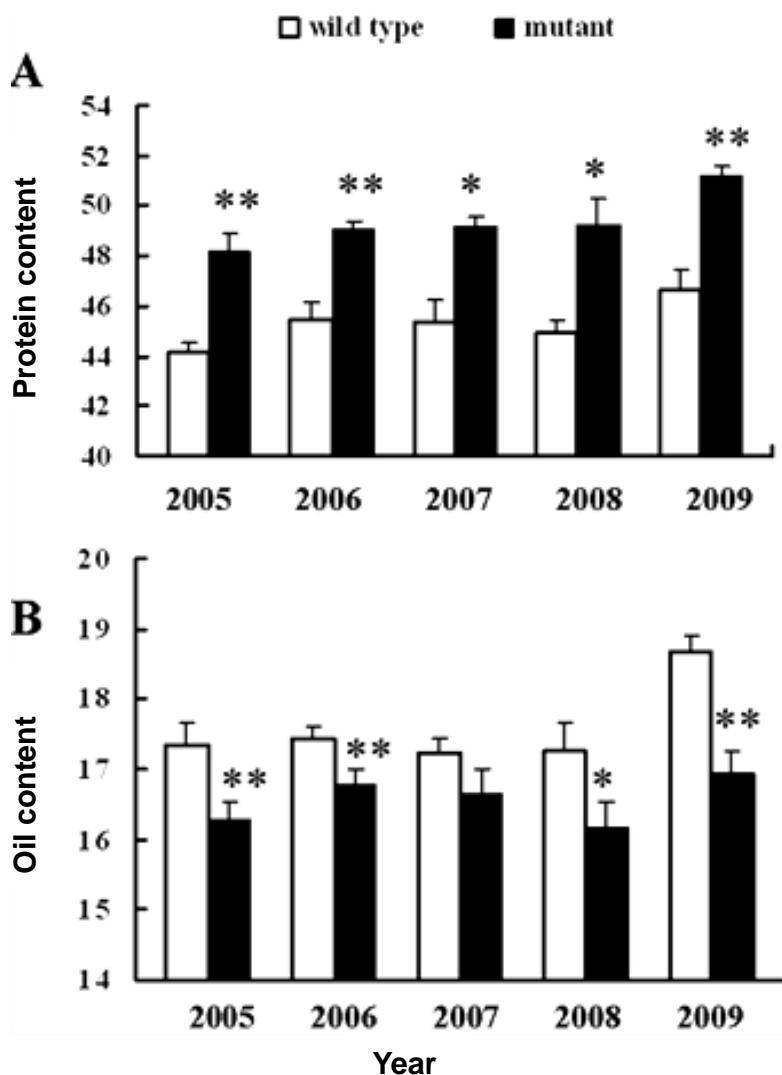 wild type mutant
A
54
52
50
48
46
44
42
40
Protein content
** ** * * **
2005 2006 2007 2008 2009
B
20
19
18
17
16
15
14
Oil content
** ** * **
2005 2006 2007 2008 2009
Year